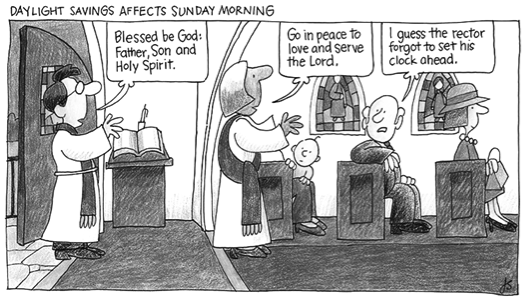 DAYLIGHT SAVINGS AFFECTS SUNDAY MORNING
Blessed be God:
Father, Son and
Holy Spirit.
Go in peace to
love and serve
the Lord.
I guess the rector
forgot to set his
clock ahead.